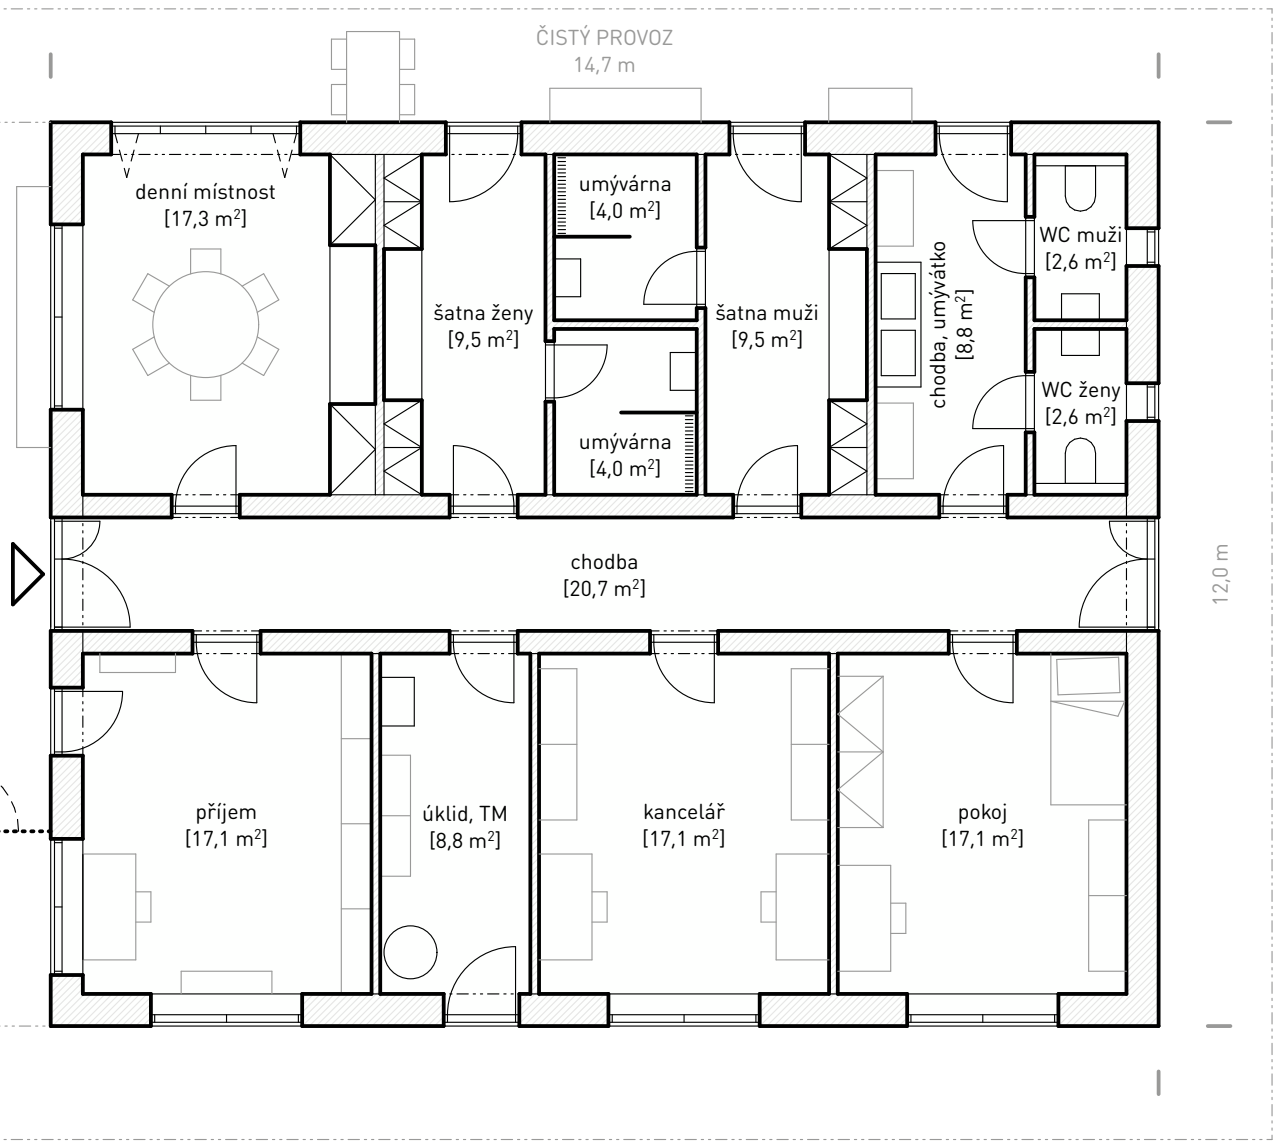 ČISTÝ PROVOZ
14,7 m
denní místnost
[17,3 m²]
umývárna
[4,0 m²]
šatna ženy
[9,5 m²]
umývárna
[4,0 m²]
šatna muži
[9,5 m²]
chodba, umývátko
[8,8 m²]
WC muži
[2,6 m²]
WC ženy
[2,6 m²]
chodba
[20,7 m²]
12,0 m
příjem
[17,1 m²]
úklid, TM
[8,8 m²]
kancelář
[17,1 m²]
pokoj
[17,1 m²]